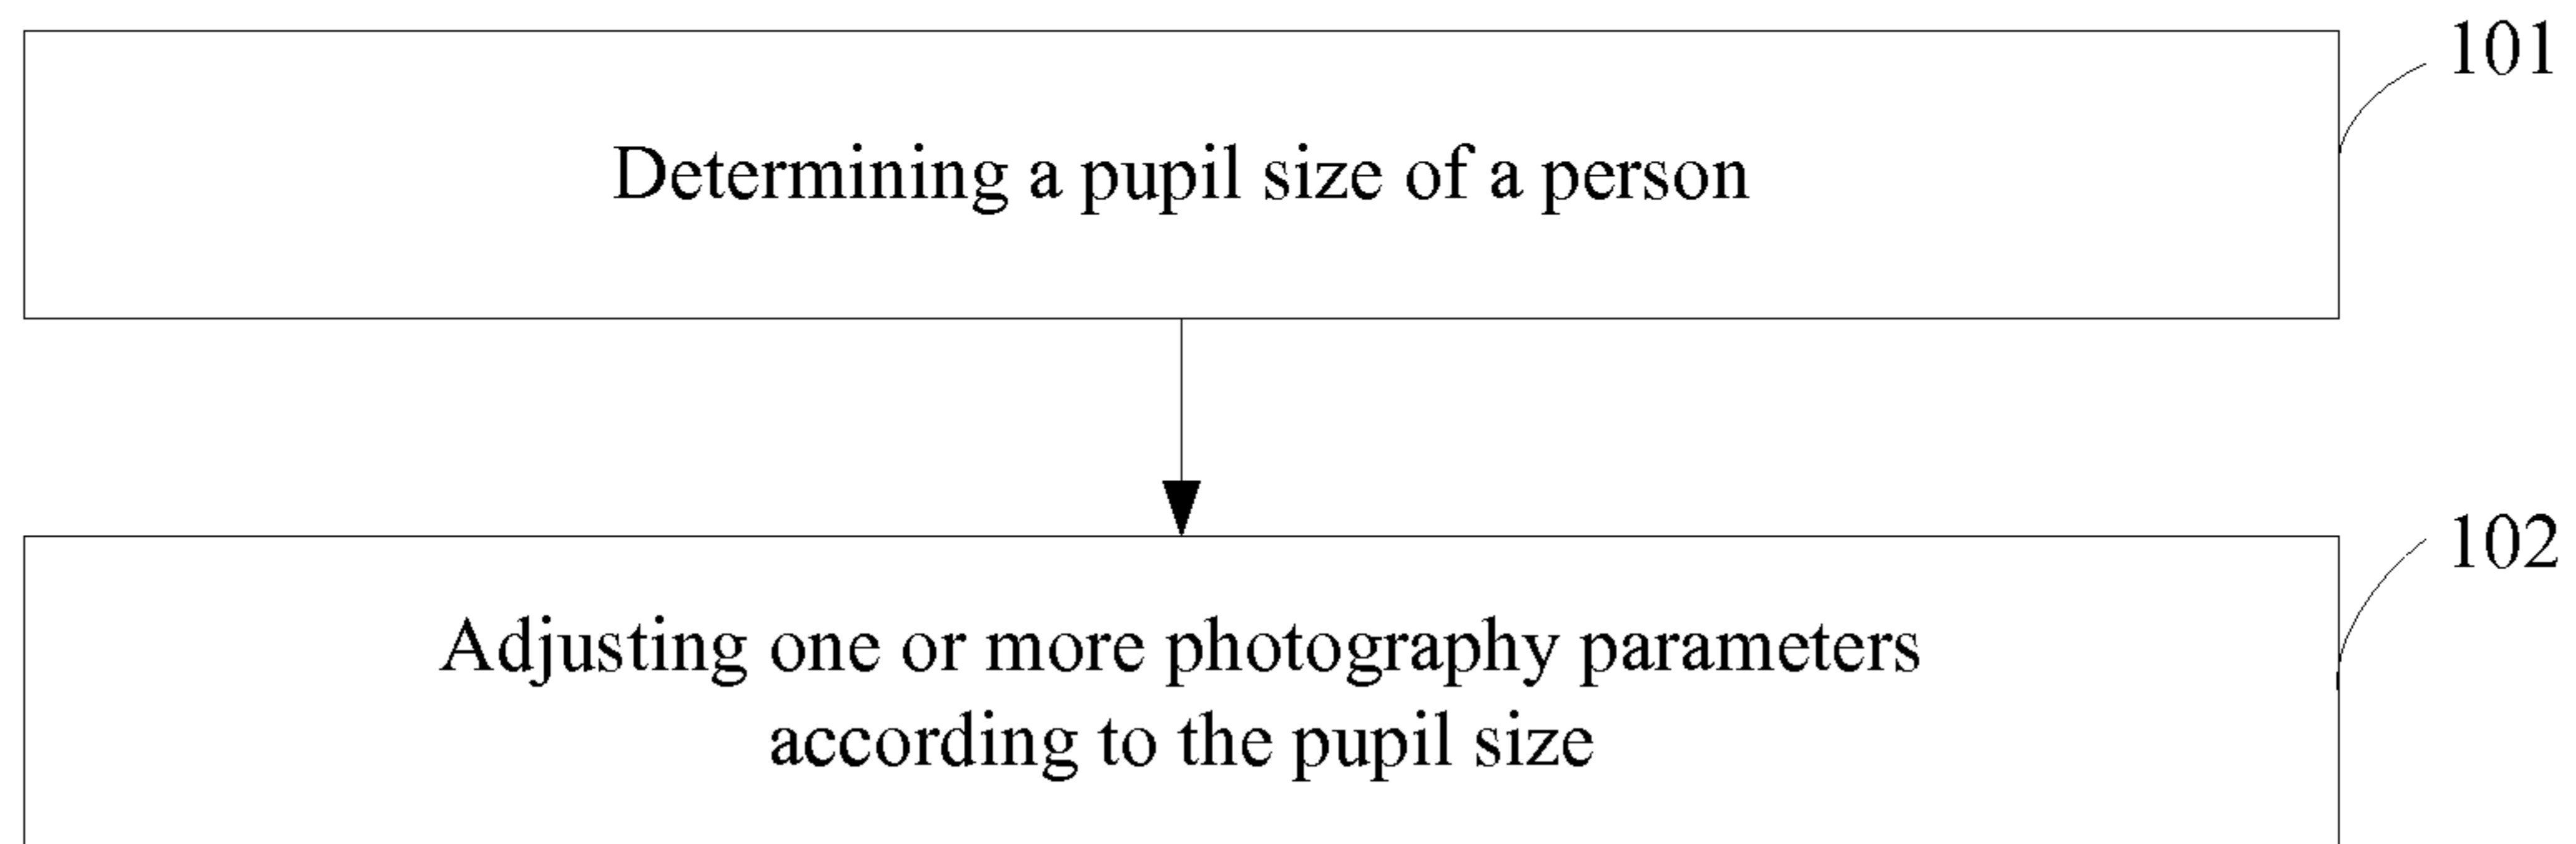 101
Determining a pupil size of a person
102
Adjusting one or more photography parameters
according to the pupil size